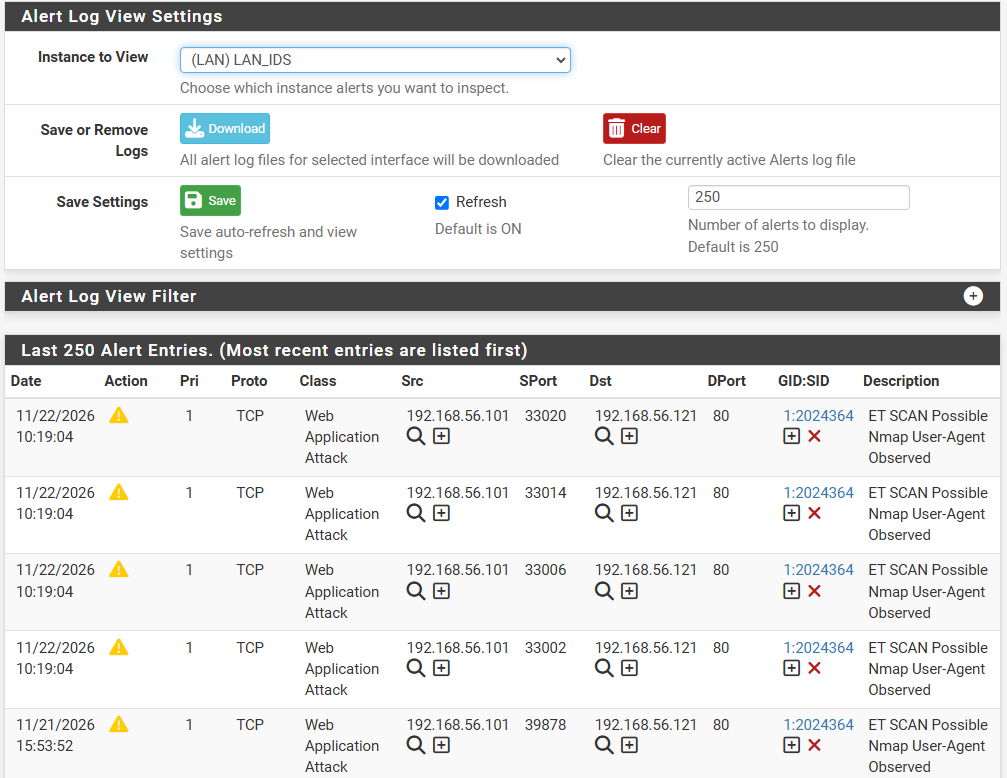 Alert Log View Settings
Instance to View
(LAN) LAN_IDS
Choose which instance alerts you want to inspect.
Save or Remove
Logs
Download
All alert log files for selected interface will be downloaded
Clear
Clear the currently active Alerts log file
Save Settings
Save
Save auto-refresh and view
settings
Refresh
Default is ON
250
Number of alerts to display.
Default is 250
Alert Log View Filter
Last 250 Alert Entries. (Most recent entries are listed first)
Date Action Pri Proto Class Src SPort Dst DPort GID:SID Description
11/22/2026 1 TCP Web 192.168.56.101 33020 192.168.56.121 80 1:2024364 ET SCAN Possible
10:19:04 Application Nmap User-Agent
Attack Observed
11/22/2026 1 TCP Web 192.168.56.101 33014 192.168.56.121 80 1:2024364 ET SCAN Possible
10:19:04 Application Nmap User-Agent
Attack Observed
11/22/2026 1 TCP Web 192.168.56.101 33006 192.168.56.121 80 1:2024364 ET SCAN Possible
10:19:04 Application Nmap User-Agent
Attack Observed
11/22/2026 1 TCP Web 192.168.56.101 33002 192.168.56.121 80 1:2024364 ET SCAN Possible
10:19:04 Application Nmap User-Agent
Attack Observed
11/21/2026 1 TCP Web 192.168.56.101 39878 192.168.56.121 80 1:2024364 ET SCAN Possible
15:53:52 Application Nmap User-Agent
Attack Observed